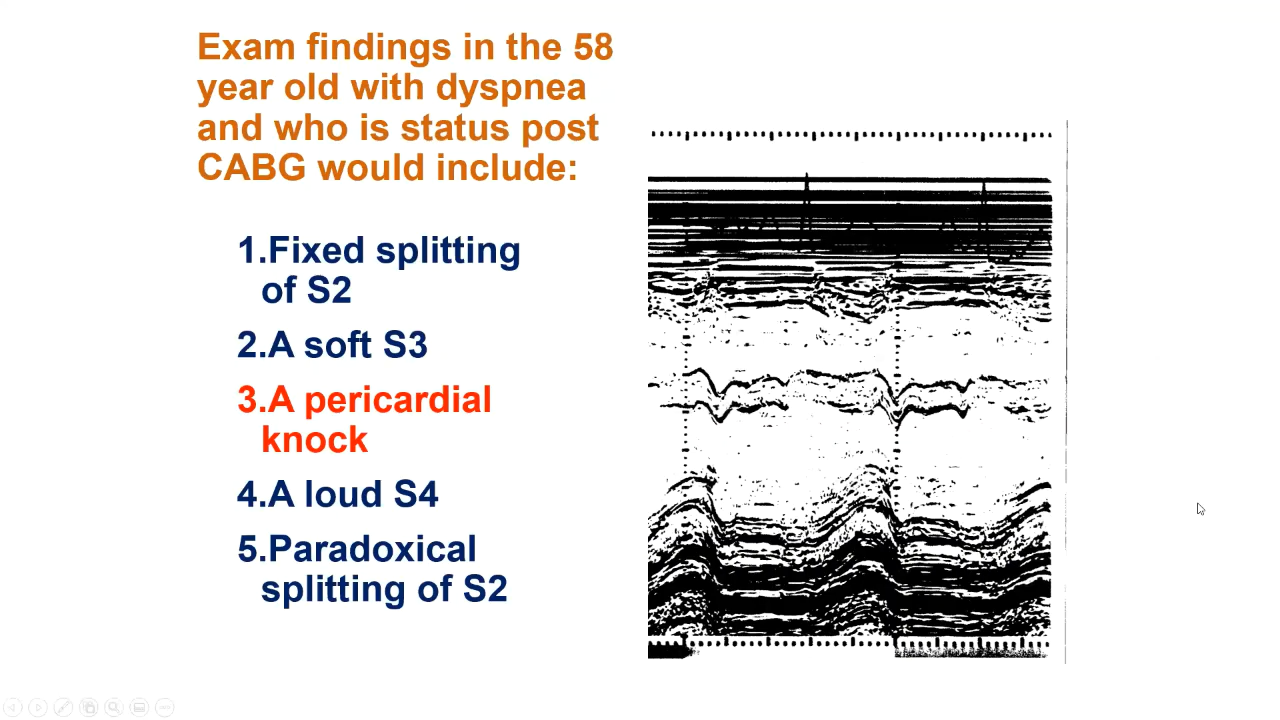 Exam findings in the 58
year old with dyspnea
and who is status post
CABG would include:
1.Fixed splitting
of S2
2.A soft S3
3.A pericardial
knock
4.A loud S4
5.Paradoxical
splitting of S2